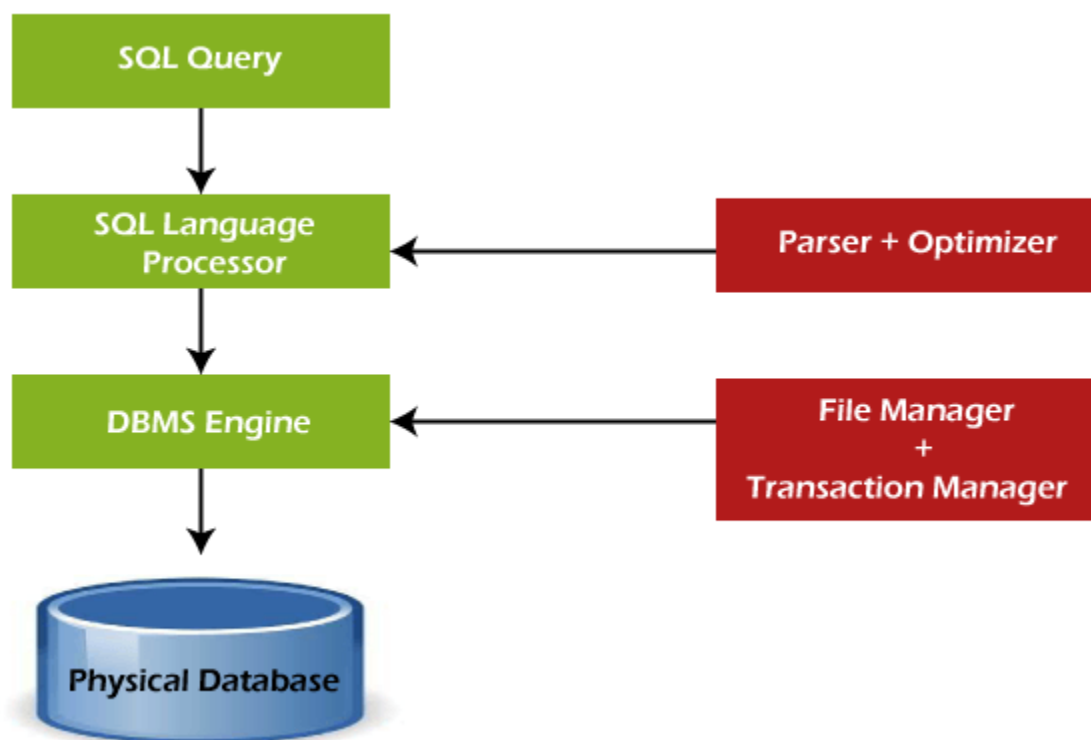 SQL Query
SQL Language
Processor
Parser + Optimizer
DBMS Engine
File Manager
+
Transaction Manager
Physical Database